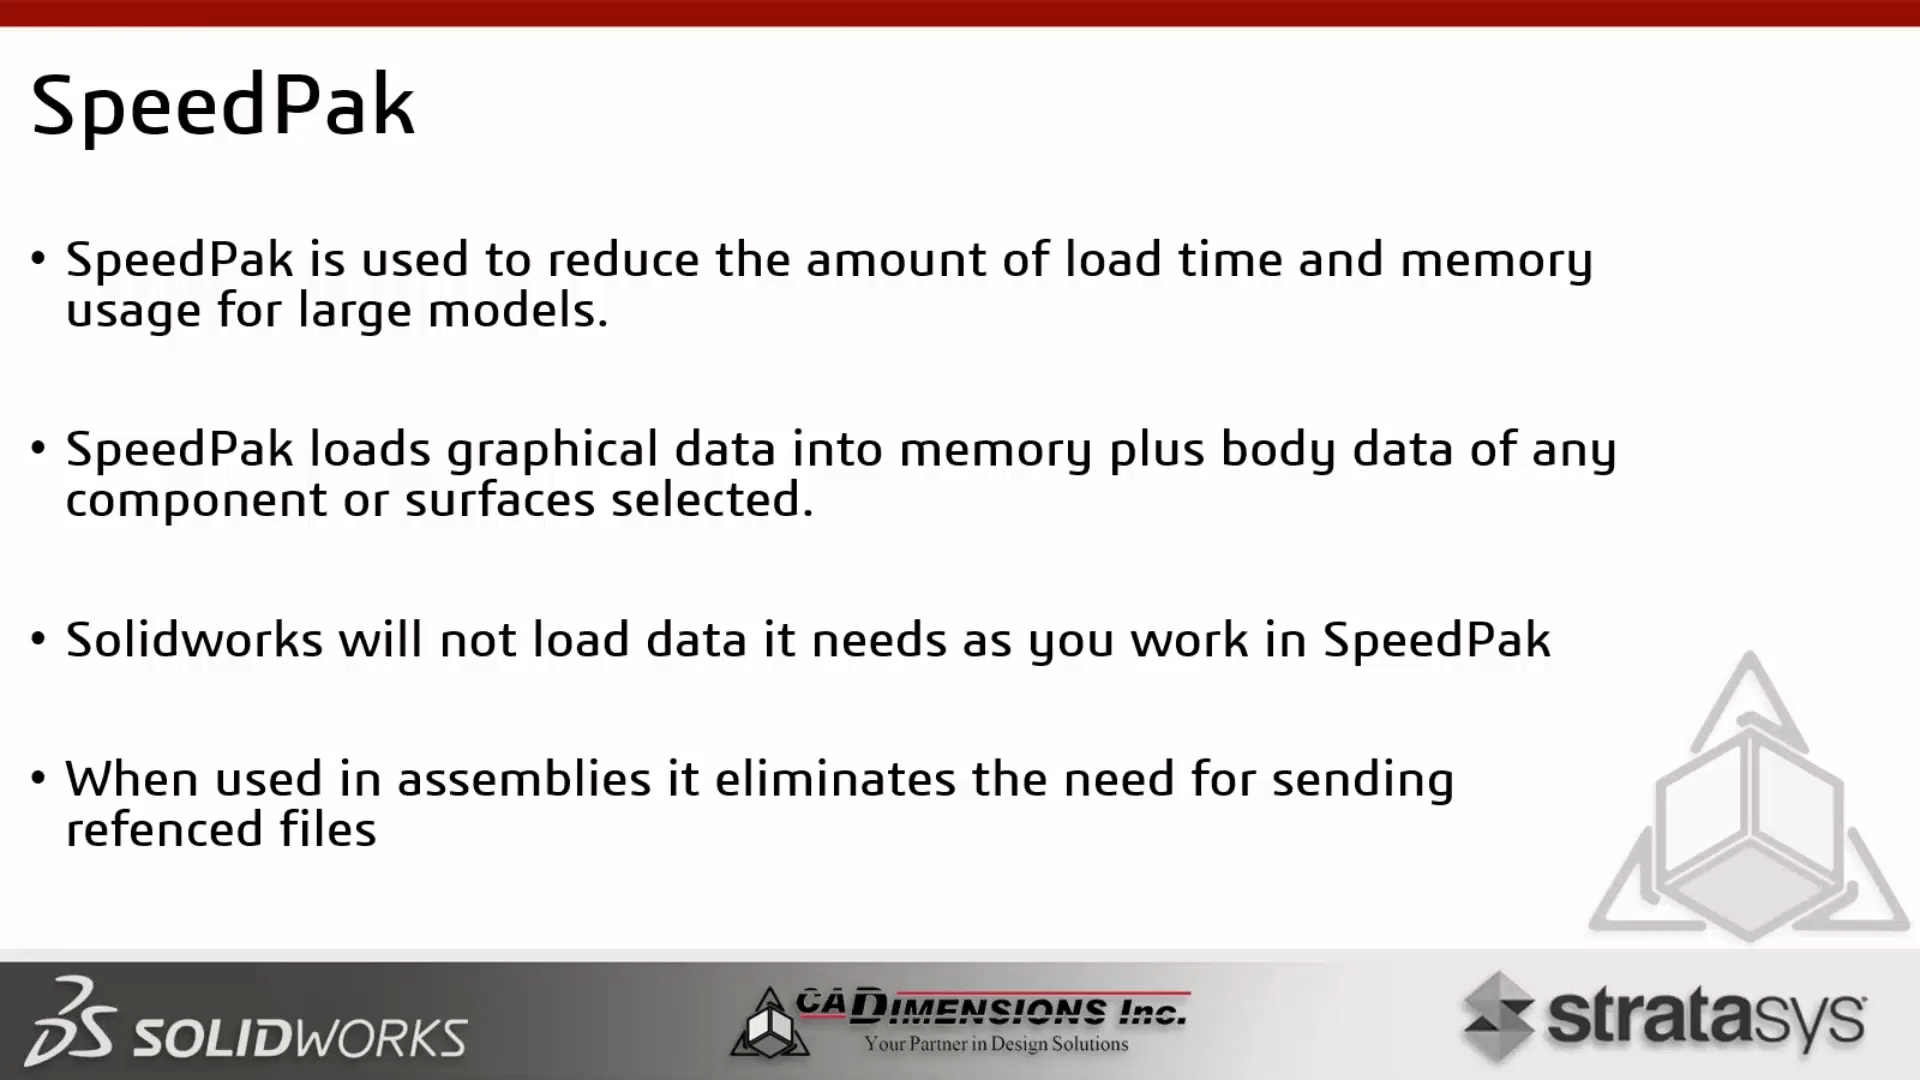 SpeedPak
• SpeedPak is used to reduce the amount of load time and memory
usage for large models.
• SpeedPak loads graphical data into memory plus body data of any
component or surfaces selected.
• Solidworks will not load data it needs as you work in SpeedPak
• When used in assemblies it eliminates the need for sending
refenced files
SOLIDWORKS
CADIMENSIONS Inc.
Your Partner in Design Solutions
stratasys